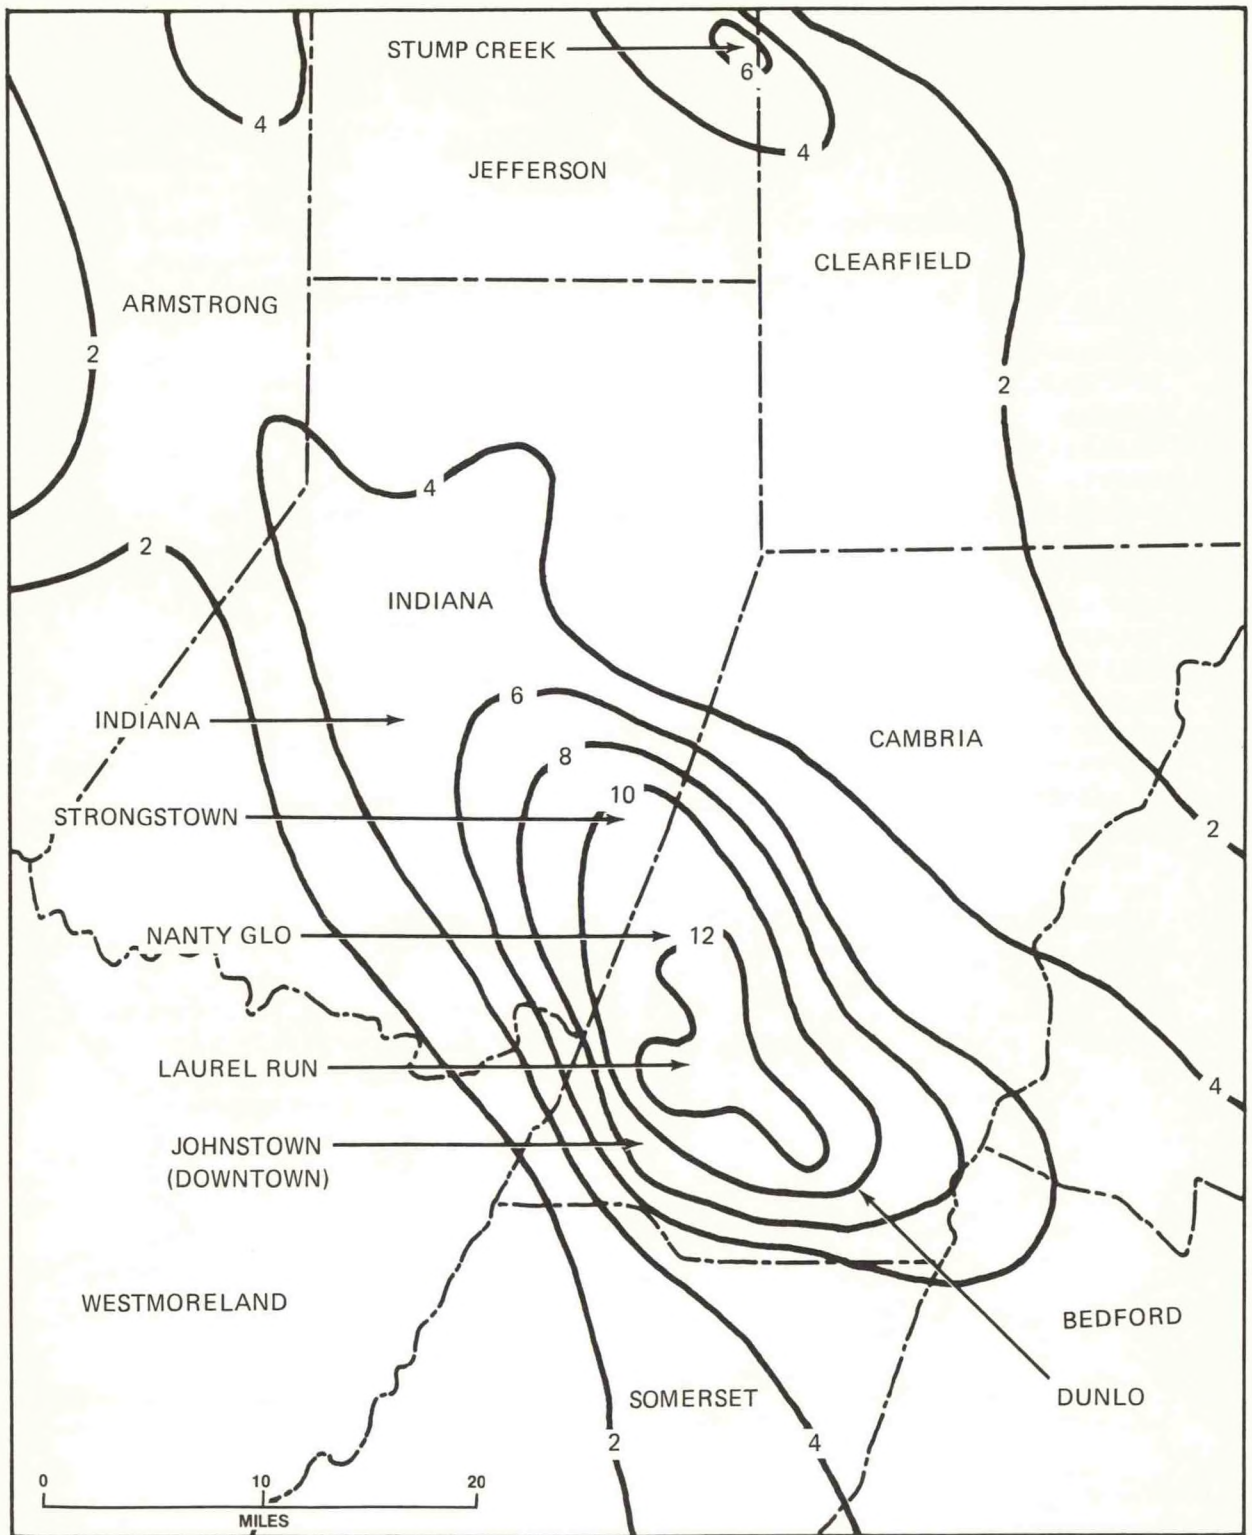 STUMP CREEK
6
4
4
JEFFERSON
CLEARFIELD
ARMSTRONG
2
2
4
2
INDIANA
6
INDIANA
CAMBRIA
8
10
STRONGSTOWN
2
NANTY GLO
12
LAUREL RUN
4
JOHNSTOWN
(DOWNTOWN)
WESTMORELAND
BEDFORD
SOMERSET
DUNLO
2
4
0 10 20
MILES